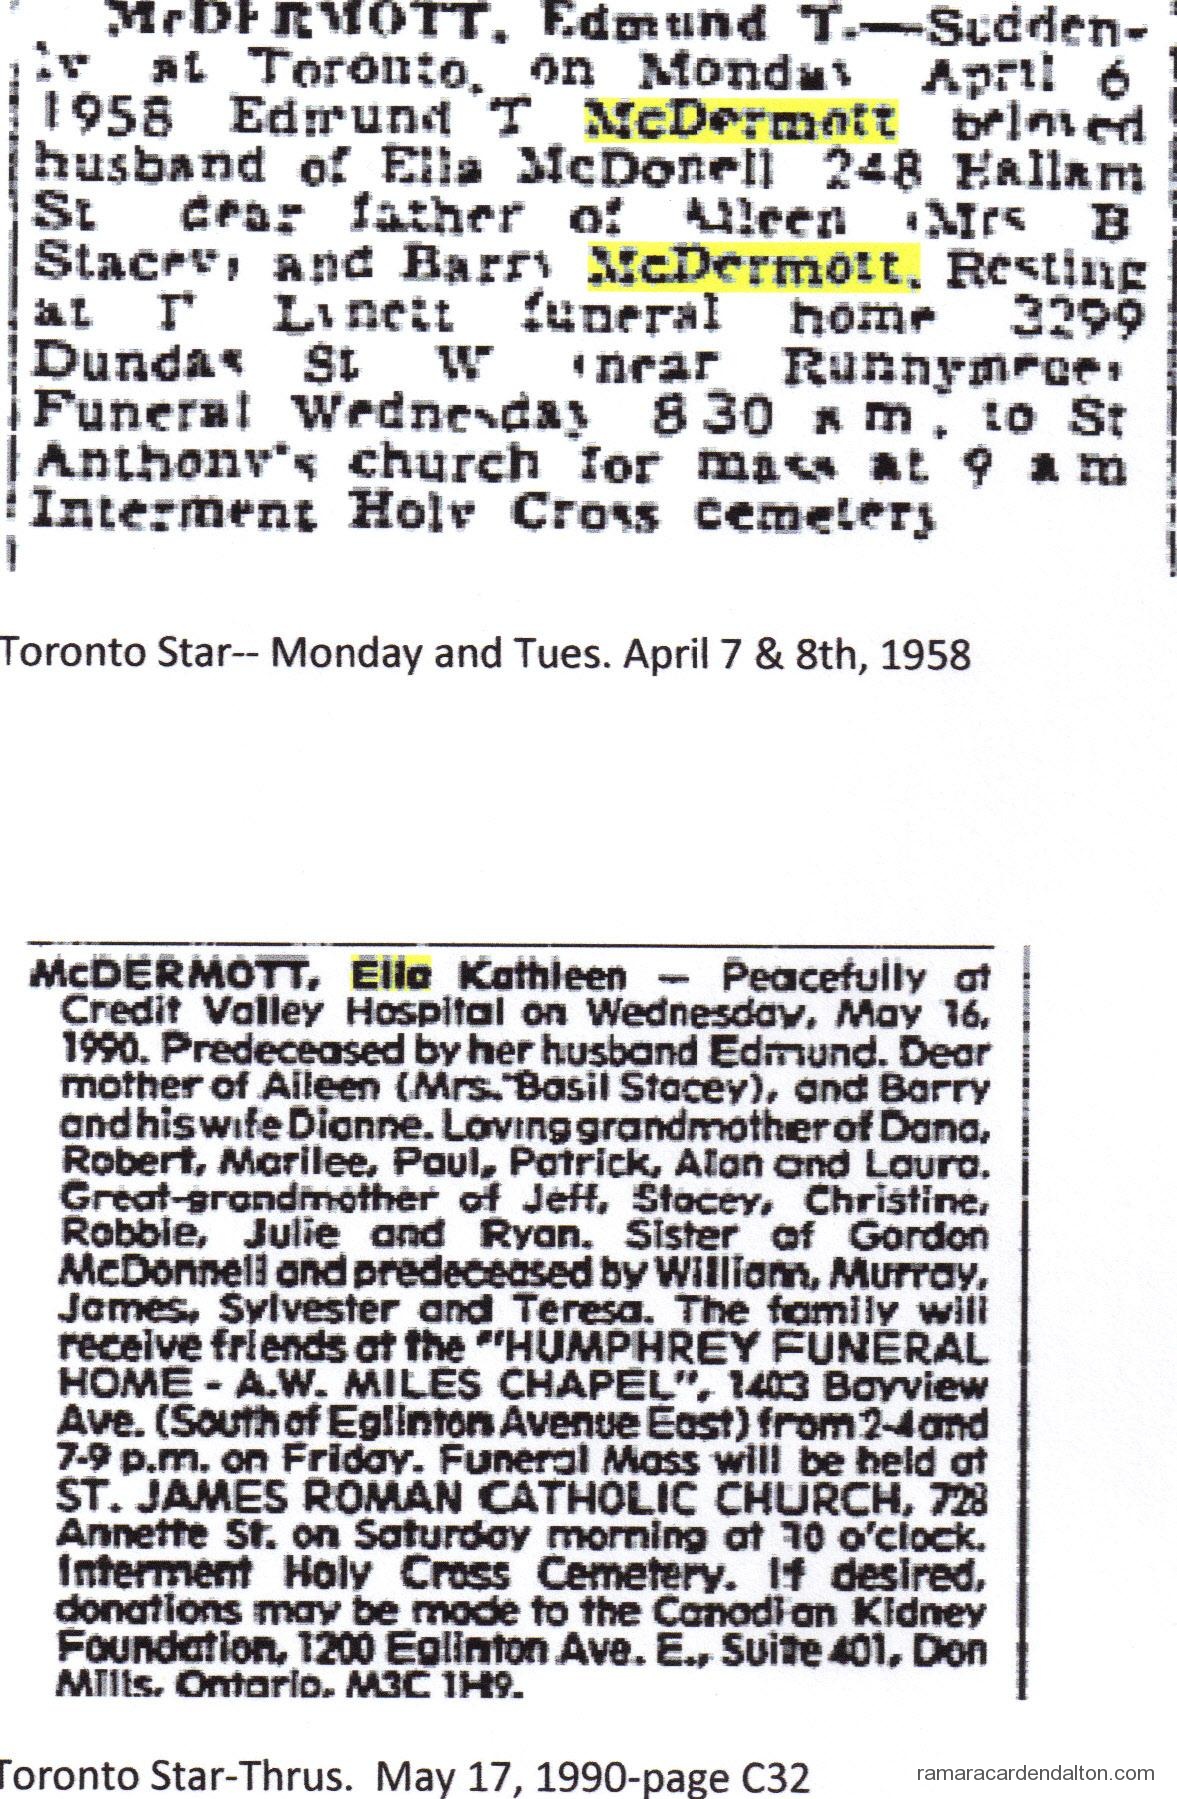 McDERMOTT, Edmund T.—Sudden-
ly at Toronto, on Monday April 6
1958 Edmund T McDermott beloved
husband of Ella McDonell 248 Hallam
St dear father of Aileen (Mrs B
Stacey) and Barry McDermott. Resting
at F Lynett funeral home 3299
Dundas St W (near Runnymede)
Funeral Wednesday 8 30 a m. to St
Anthony's church for mass at 9 a m
Interment Holy Cross cemetery
Toronto Star-- Monday and Tues. April 7 & 8th, 1958
McDERMOTT, Ella Kathleen — Peacefully at
Credit Valley Hospital on Wednesday, May 16,
1990. Predeceased by her husband Edmund. Dear
mother of Aileen (Mrs. Basil Stacey), and Barry
and his wife Dianne. Loving grandmother of Dana,
Robert, Marilee, Paul, Patrick, Alan and Laura.
Great-grandmother of Jeff, Stacey, Christine,
Robbie, Julie and Ryan. Sister of Gordon
McDonnell and predeceased by William, Murray,
James, Sylvester and Teresa. The family will
receive friends at the "HUMPHREY FUNERAL
HOME - A.W. MILES CHAPEL", 1403 Bayview
Ave. (South of Eglinton Avenue East) from 2-4 and
7-9 p.m. on Friday. Funeral Mass will be held at
ST. JAMES ROMAN CATHOLIC CHURCH, 728
Annette St. on Saturday morning at 10 o'clock.
Interment Holy Cross Cemetery. If desired,
donations may be made to the Canadian Kidney
Foundation, 1200 Eglinton Ave. E., Suite 401, Don
Mills, Ontario. M3C 1H9.
Toronto Star-Thrus. May 17, 1990-page C32
ramaracardendalton.com